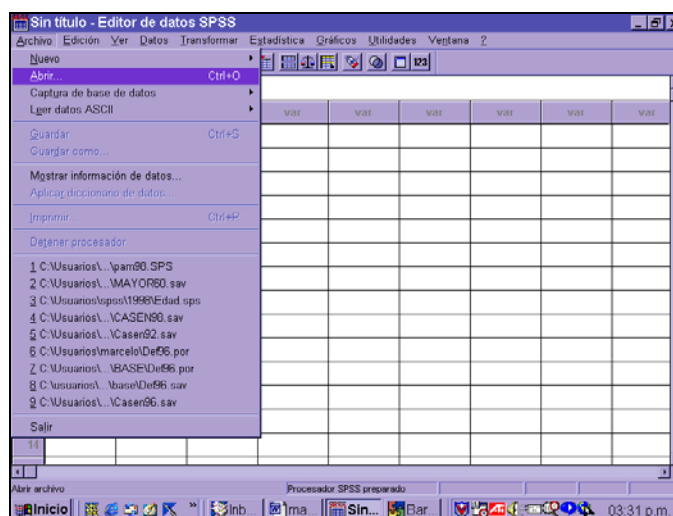 Sin título - Editor de datos SPSS
Archivo Edición Ver Datos Transformar Estadística Gráficos Utilidades Ventana ?
Nuevo
Abrir... Ctrl+O
Captura de base de datos
Leer datos ASCII
var var var var var var
Guardar Ctrl+S
Guardar como...
Mostrar información de datos...
Aplicar diccionario de datos...
Imprimir... Ctrl+P
Detener procesador
1 C:\Usuarios\...\pam98.SPS
2 C:\Usuarios\...\MAYOR60.sav
3 C:\Usuarios\spss\1998\Edad.sps
4 C:\Usuarios\...\CASEN98.sav
5 C:\Usuarios\...\Casen92.sav
6 C:\Usuarios\marcelo\Def96.por
7 C:\Usuarios\...\BASE\Def96.por
8 C:\usuarios\...\base\Def96.sav
9 C:\Usuarios\...\Casen96.sav
Salir
14
Abrir archivo Procesador SPSS preparado
Inicio Inb... ma... Sin... Bar... 03:31 p.m.